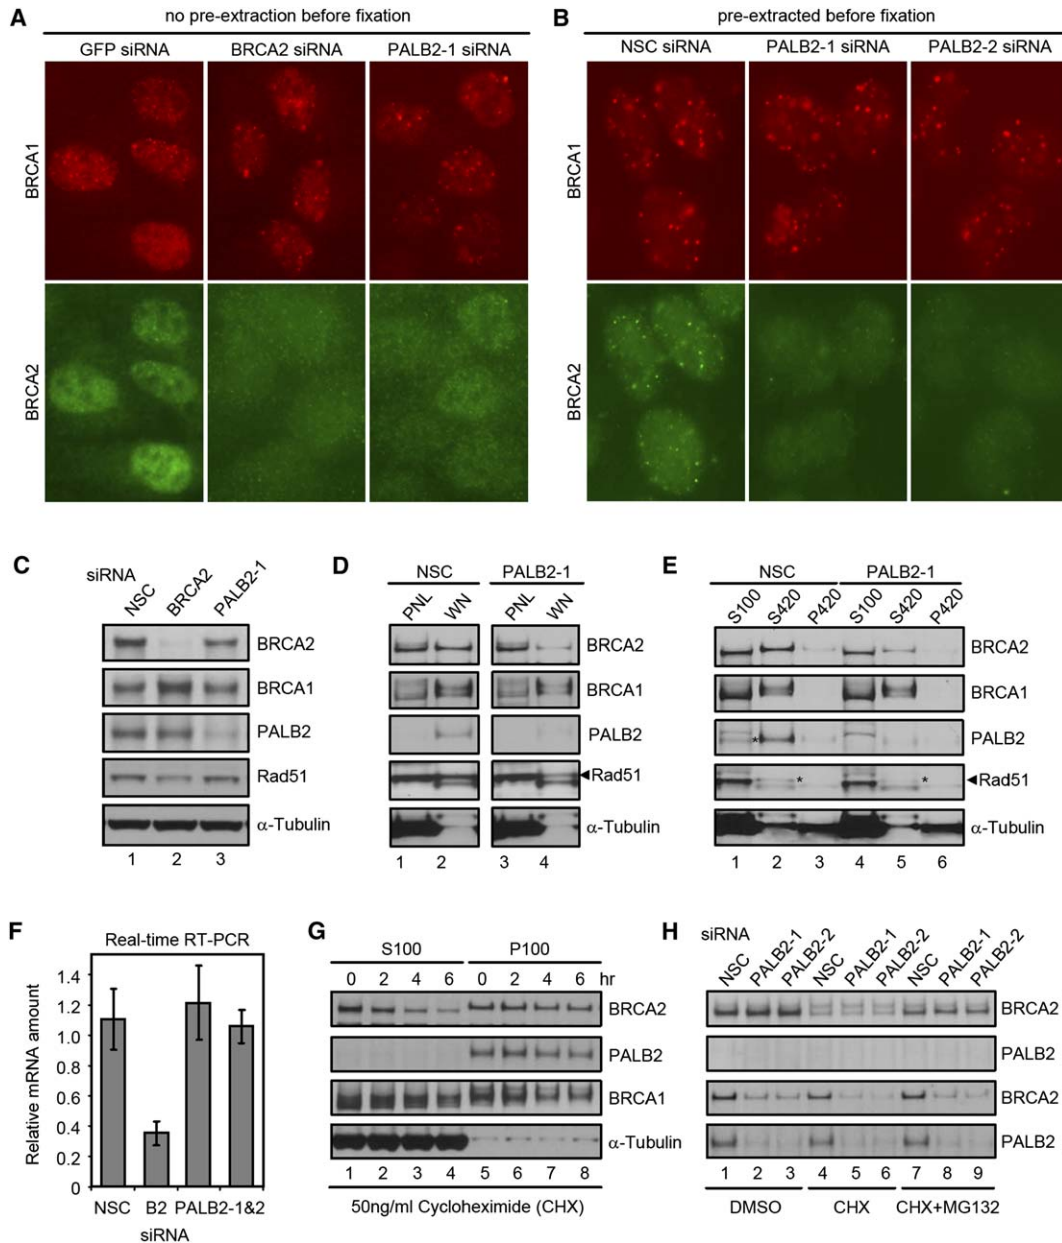 A no pre-extraction before fixation
GFP siRNA BRCA2 siRNA PALB2-1 siRNA
BRCA1
BRCA2
B pre-extracted before fixation
NSC siRNA PALB2-1 siRNA PALB2-2 siRNA
BRCA1
BRCA2
C siRNA NSC BRCA2 PALB2-1
BRCA2
BRCA1
PALB2
Rad51
α-Tubulin
1 2 3
D NSC PALB2-1
PNL WN PNL WN
BRCA2
BRCA1
PALB2
◄Rad51
α-Tubulin
1 2 3 4
E NSC PALB2-1
S100 S420 P420 S100 S420 P420
BRCA2
BRCA1
* PALB2
* * ◄Rad51
α-Tubulin
1 2 3 4 5 6
F Real-time RT-PCR
Relative mRNA amount
1.4
1.2
1.0
0.8
0.6
0.4
0.2
0
NSC B2 PALB2-1&2
siRNA
G S100 P100
0 2 4 6 0 2 4 6 hr
BRCA2
PALB2
BRCA1
α-Tubulin
1 2 3 4 5 6 7 8
50ng/ml Cycloheximide (CHX)
H siRNA NSC PALB2-1 PALB2-2 NSC PALB2-1 PALB2-2 NSC PALB2-1 PALB2-2
BRCA2
PALB2
BRCA2
PALB2
1 2 3 4 5 6 7 8 9
DMSO CHX CHX+MG132